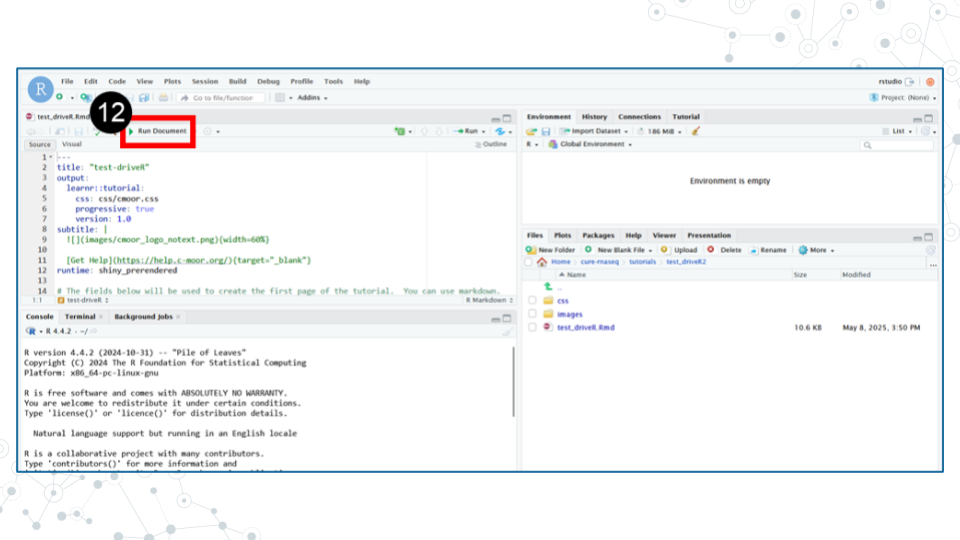 File Edit Code View Plots Session Build Debug Profile Tools Help
rstudio
R
Go to file/function
Addins
Project: (None)
test_driveR.Rmd
12
Run Document
Run
Source Visual
Outline
1 ---
2 title: "test-driveR"
3 output:
4 learnr::tutorial:
5 css: css/cmoor.css
6 progressive: true
7 version: 1.0
8 subtitle: |
9 ![](images/cmoor_logo_notext.png){width=60%}
10
11 [Get Help](https://help.c-moor.org/){target="_blank"}
12 runtime: shiny_prerendered
13
14 # The fields below will be used to create the first page of the tutorial. You can use markdown.
1:1 test-driveR
R Markdown
Console Terminal Background Jobs
R 4.4.2 · ~/
R version 4.4.2 (2024-10-31) -- "Pile of Leaves"
Copyright (C) 2024 The R Foundation for Statistical Computing
Platform: x86_64-pc-linux-gnu
R is free software and comes with ABSOLUTELY NO WARRANTY.
You are welcome to redistribute it under certain conditions.
Type 'license()' or 'licence()' for distribution details.
Natural language support but running in an English locale
R is a collaborative project with many contributors.
Type 'contributors()' for more information and
Environment History Connections Tutorial
Import Dataset
186 MiB
List
R Global Environment
Environment is empty
Files Plots Packages Help Viewer Presentation
New Folder New Blank File Upload Delete Rename More
Home cure-rnaseq tutorials test_driveR2
...
Name Size Modified
..
css
images
test_driveR.Rmd 10.6 KB May 8, 2025, 3:50 PM